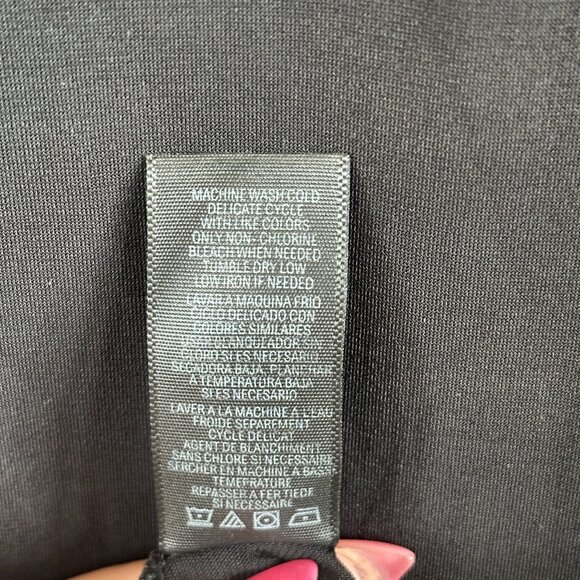 MACHINE WASH COLD
DELICATE CYCLE
WITH LIKE COLORS
ONLY NON-CHLORINE
BLEACH WHEN NEEDED
TUMBLE DRY LOW
LOW IRON IF NEEDED
LAVAR A MAQUINA FRIO
CICLO DELICADO CON
COLORES SIMILARES
USE BLANQUEADOR SIN
CLORO SI ES NECESARIO
SECADORA BAJA, PLANCHAR
A TEMPERATURA BAJA
SI ES NECESARIO
LAVER A LA MACHINE A L'EAU
FROIDE SEPAREMENT
CYCLE DELICAT
AGENT DE BLANCHIMENT
SANS CHLORE SI NECESSAIRE
SERCHER EN MACHINE A BASSE
TEMEPRATURE
REPASSER A FER TIEDE
SI NECESSAIRE